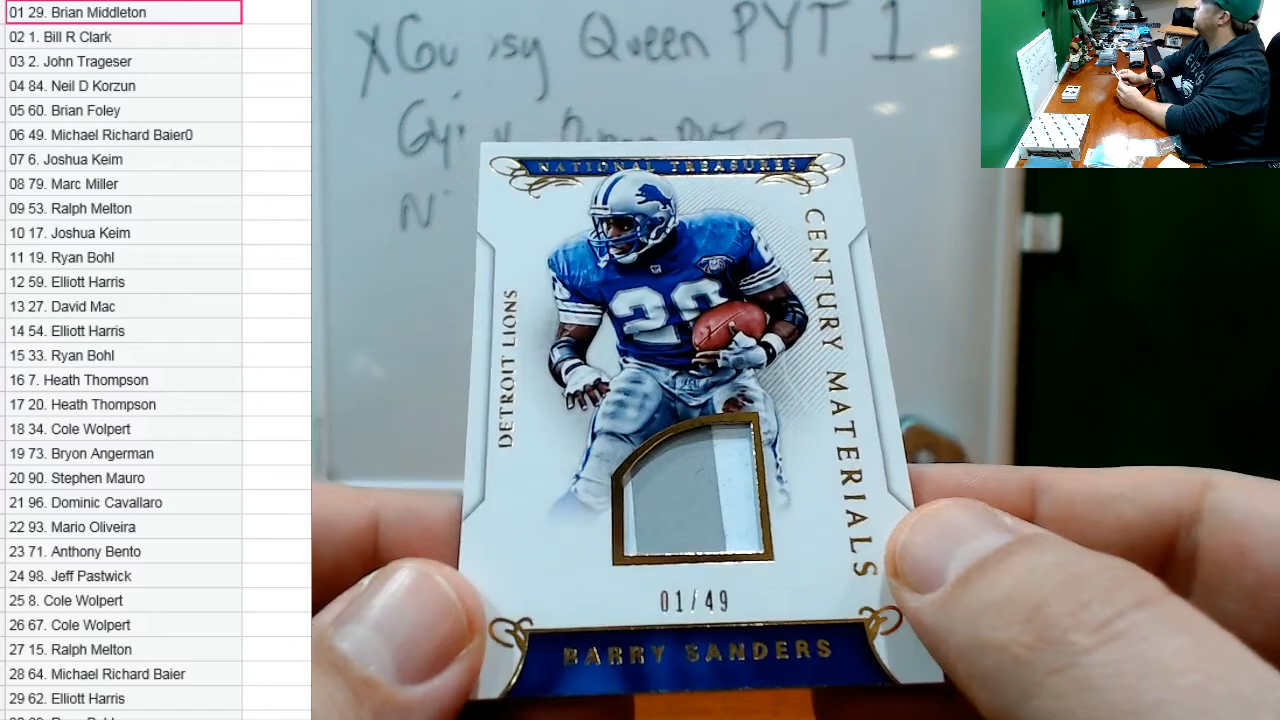 01 29. Brian Middleton
02 1. Bill R Clark
03 2. John Trageser
04 84. Neil D Korzun
05 60. Brian Foley
06 49. Michael Richard Baier0
07 6. Joshua Keim
08 79. Marc Miller
09 53. Ralph Melton
10 17. Joshua Keim
11 19. Ryan Bohl
12 59. Elliott Harris
13 27. David Mac
14 54. Elliott Harris
15 33. Ryan Bohl
16 7. Heath Thompson
17 20. Heath Thompson
18 34. Cole Wolpert
19 73. Bryon Angerman
20 90. Stephen Mauro
21 96. Dominic Cavallaro
22 93. Mario Oliveira
23 71. Anthony Bento
24 98. Jeff Pastwick
25 8. Cole Wolpert
26 67. Cole Wolpert
27 15. Ralph Melton
28 64. Michael Richard Baier
29 62. Elliott Harris
Queen PYT 1
NATIONAL TREASURES
DETROIT LIONS
CENTURY MATERIALS
01/49
BARRY SANDERS